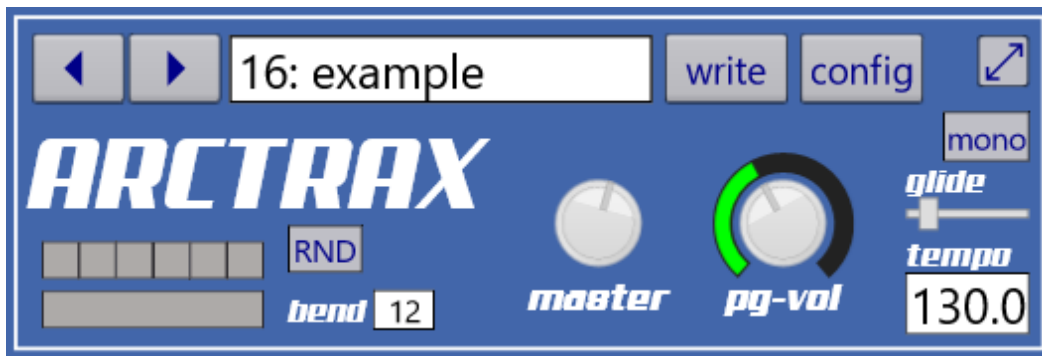 16: example write config
mono
ARCTRAX
glide
RND
tempo
bend 12
master pg-vol
130.0